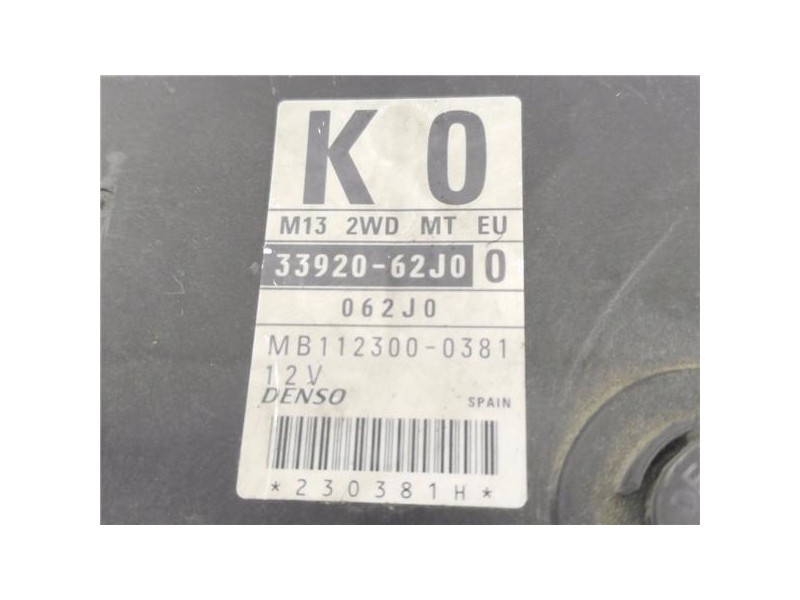 K 0
M13 2WD MT EU
33920-62J0 0
062J0
MB112300-0381
12V
DENSO SPAIN
*230381H*